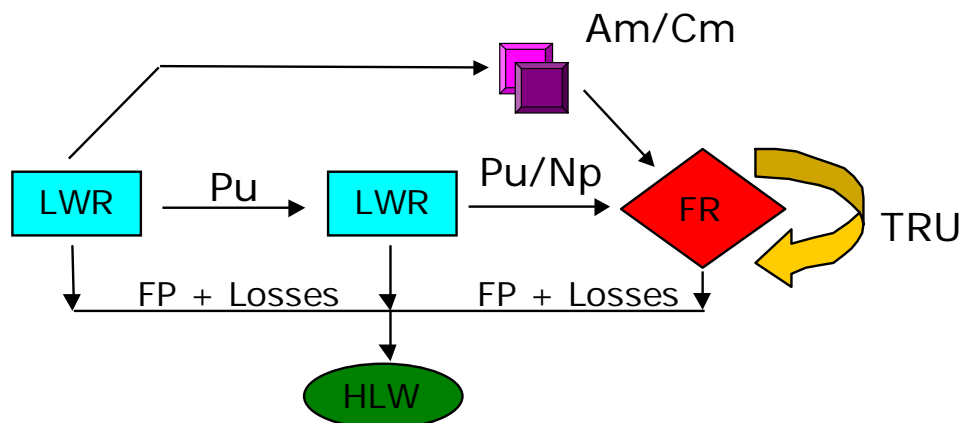 Am/Cm
LWR
Pu
LWR
Pu/Np
FR
TRU
FP + Losses
FP + Losses
HLW